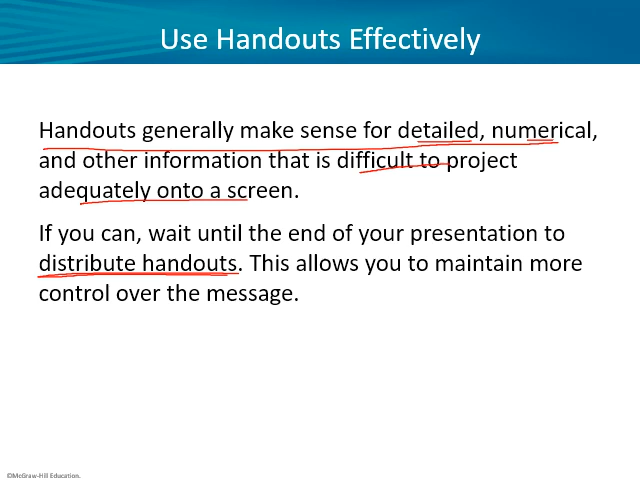 Use Handouts Effectively
Handouts generally make sense for detailed, numerical,
and other information that is difficult to project
adequately onto a screen.
If you can, wait until the end of your presentation to
distribute handouts. This allows you to maintain more
control over the message.
©McGraw-Hill Education.